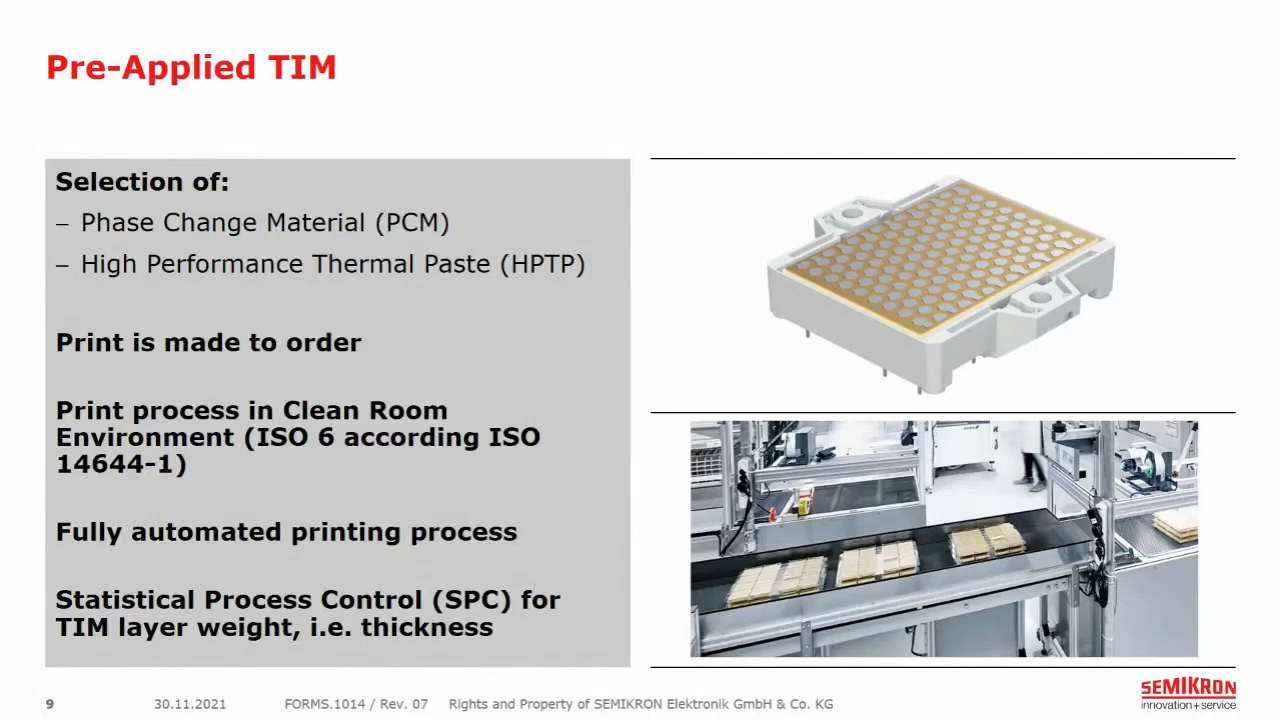 Pre-Applied TIM
Selection of:
– Phase Change Material (PCM)
– High Performance Thermal Paste (HPTP)
Print is made to order
Print process in Clean Room
Environment (ISO 6 according ISO
14644-1)
Fully automated printing process
Statistical Process Control (SPC) for
TIM layer weight, i.e. thickness
9 30.11.2021 FORMS.1014 / Rev. 07 Rights and Property of SEMIKRON Elektronik GmbH & Co. KG
SEMIKRON
innovation+service